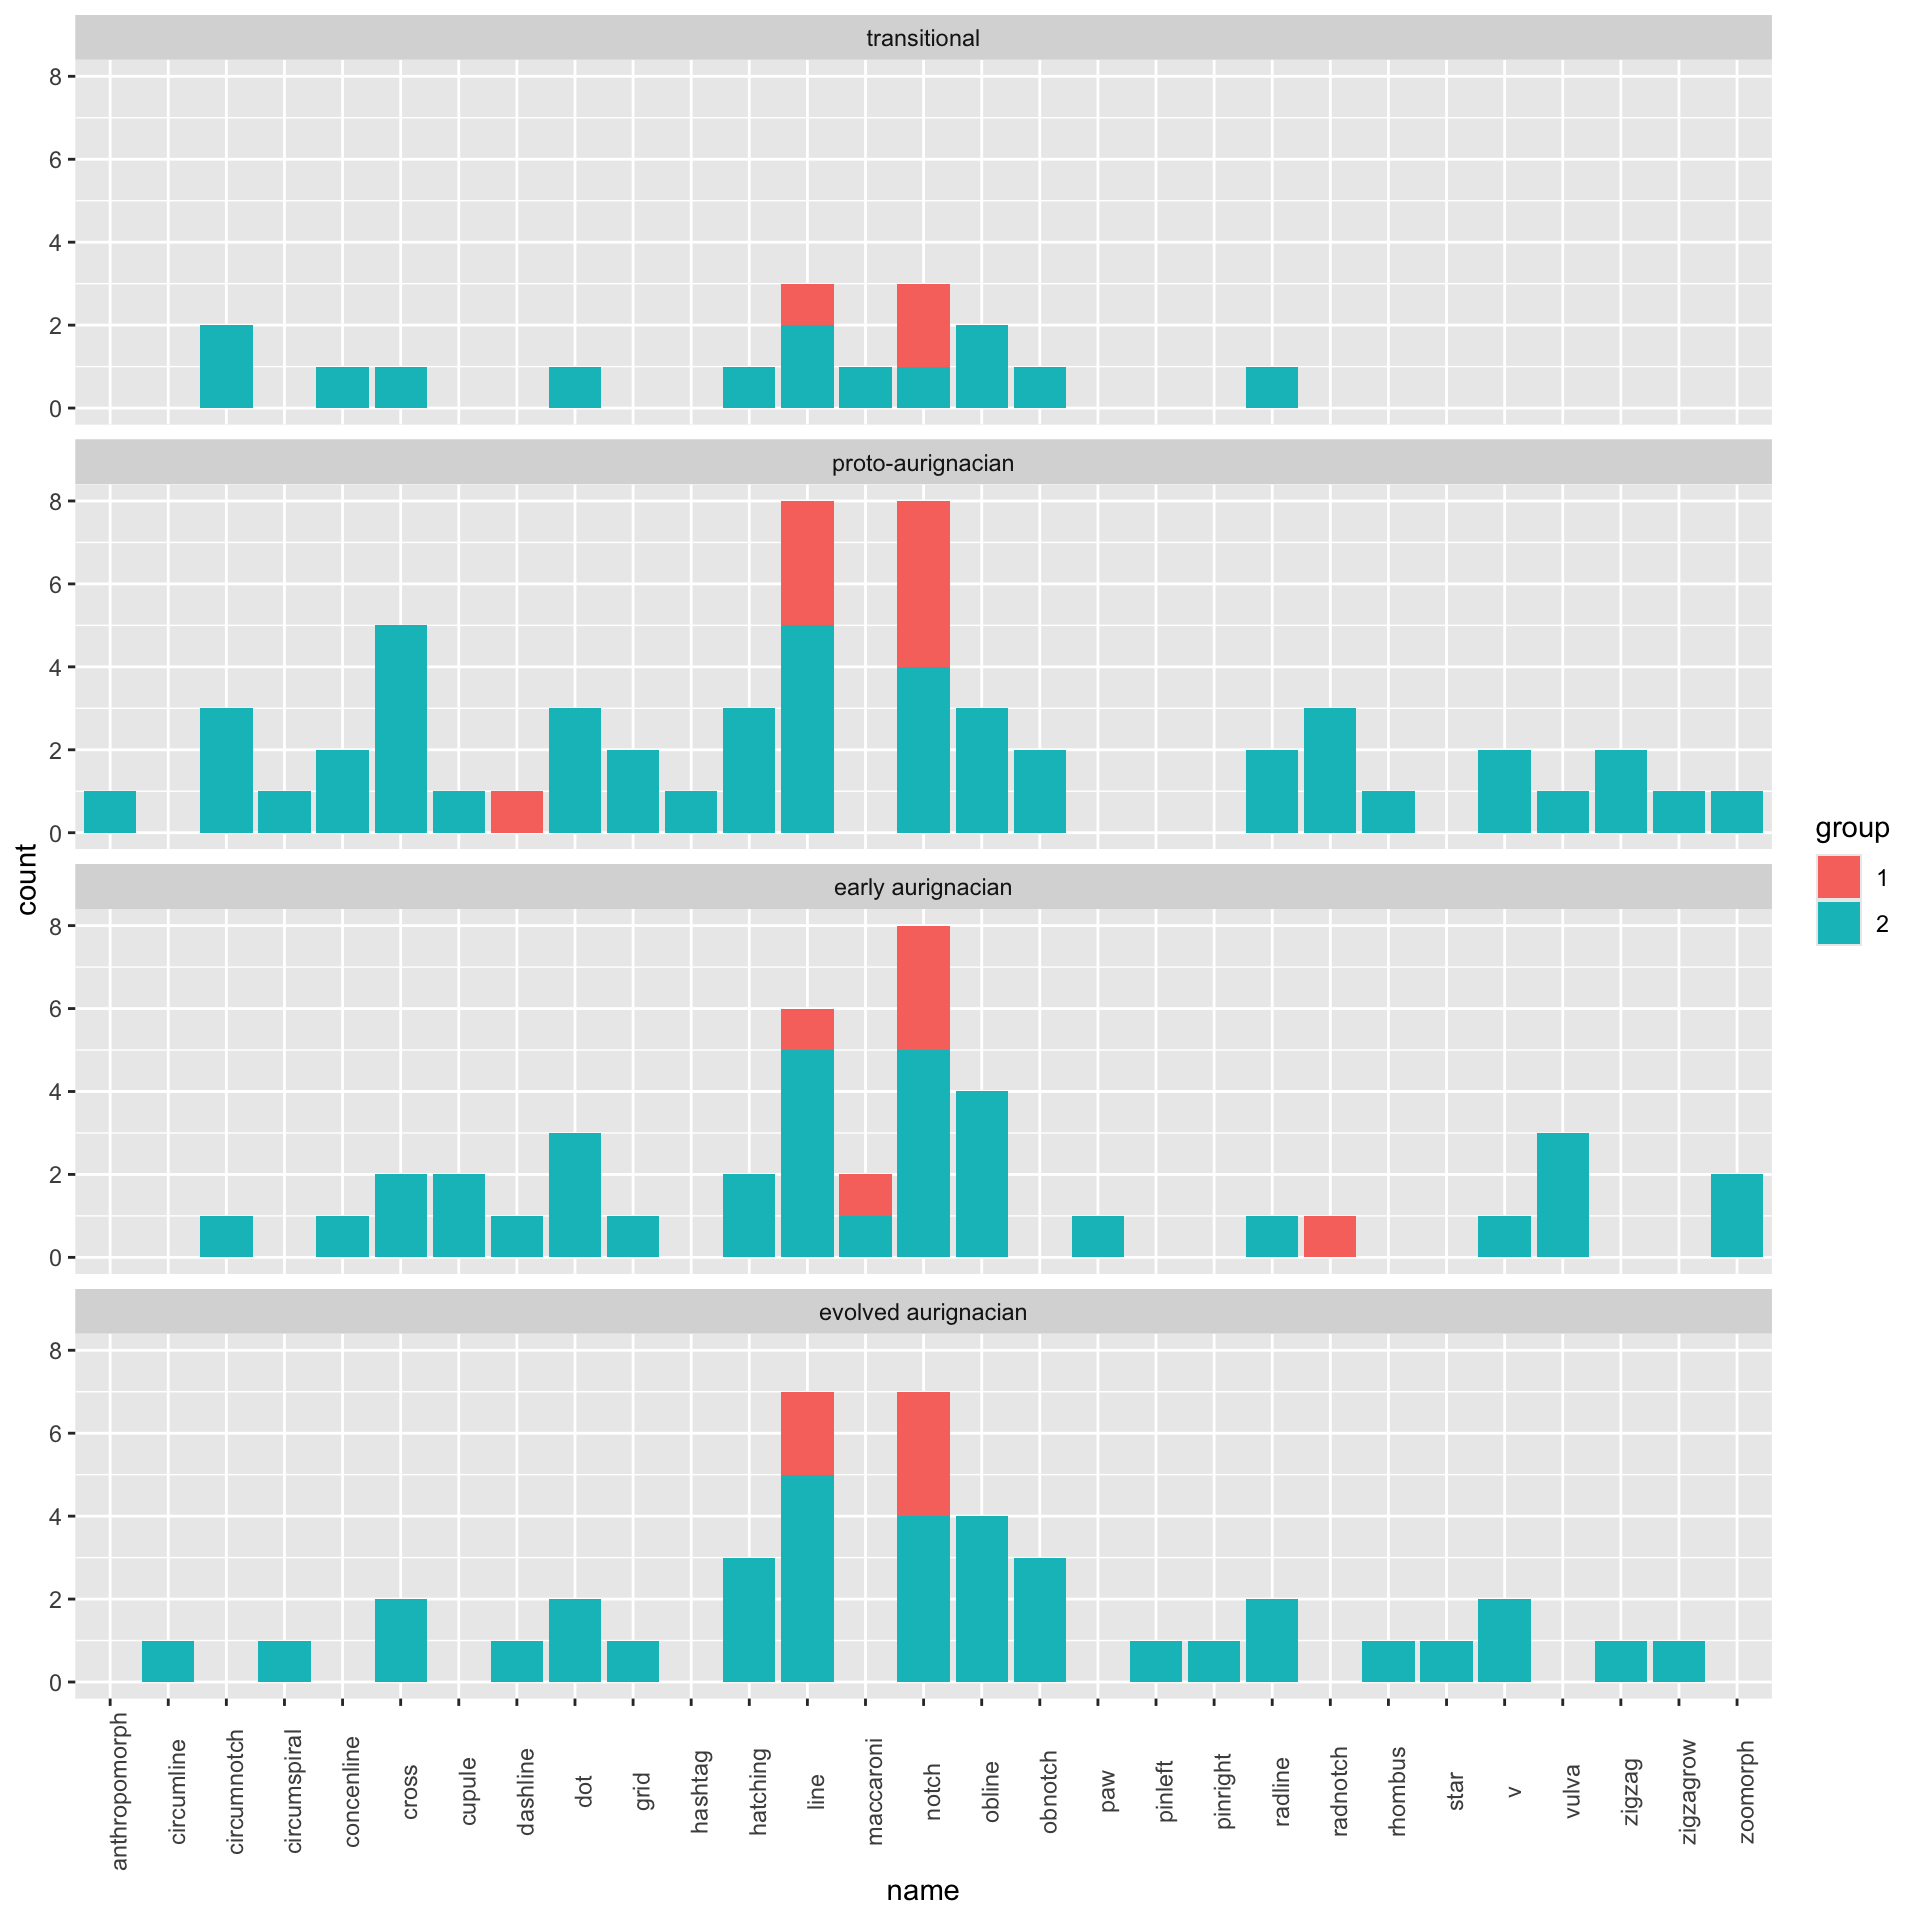 transitional
8
6
4
2
0
proto-aurignacian
8
6
4
2
0
early aurignacian
8
6
4
2
0
evolved aurignacian
8
6
4
2
0
count
anthropomorph
circumline
circumnotch
circumspiral
concenline
cross
cupule
dashline
dot
grid
hashtag
hatching
line
maccaroni
notch
obline
obnotch
paw
pinleft
pinright
radline
radnotch
rhombus
star
v
vulva
zigzag
zigzagrow
zoomorph
name
group
1
2